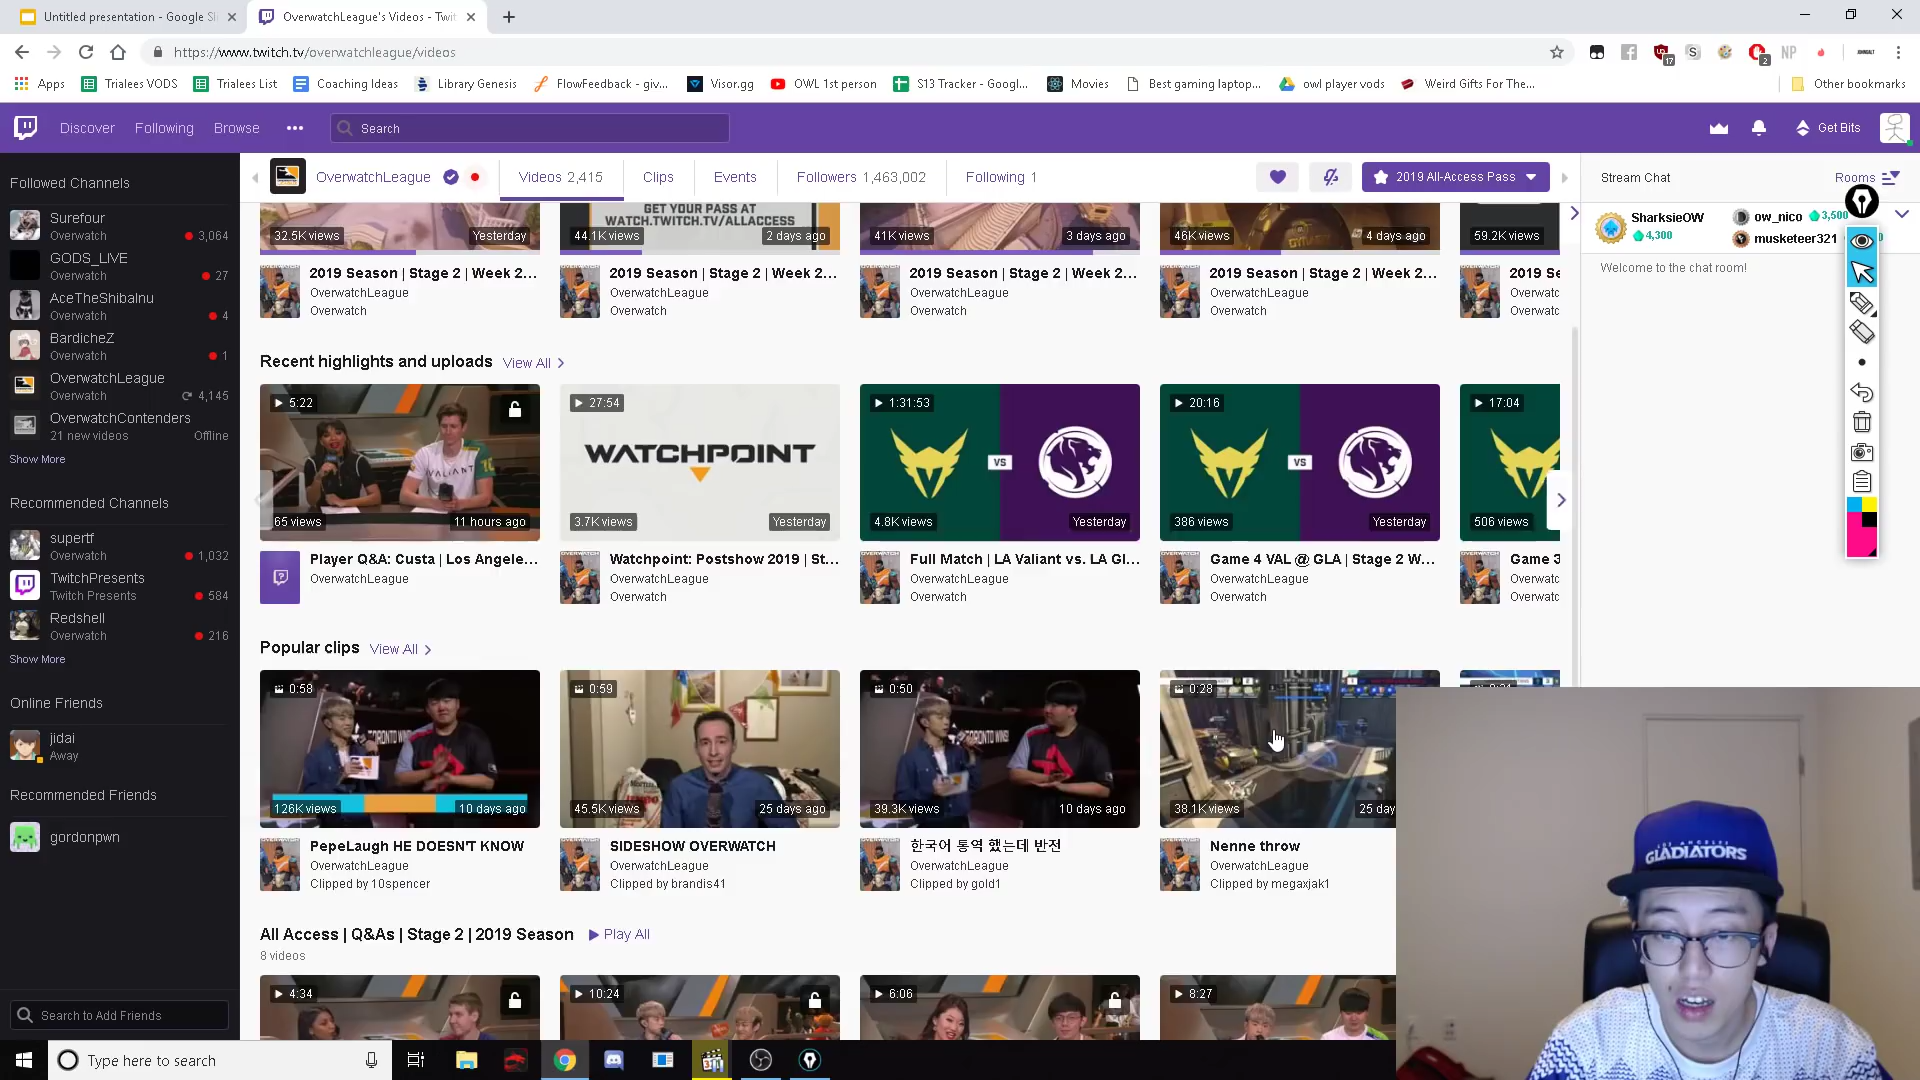 Untitled presentation - Google Sl
OverwatchLeague's Videos - Twit
https://www.twitch.tv/overwatchleague/videos
17
2
NP
Apps
Trialees VODS
Trialees List
Coaching Ideas
Library Genesis
FlowFeedback - giv...
Visor.gg
OWL 1st person
S13 Tracker - Googl...
Movies
Best gaming laptop...
owl player vods
Weird Gifts For The...
Other bookmarks
Discover
Following
Browse
Search
Get Bits
Followed Channels
Surefour
Overwatch
3,064
GODS_LIVE
Overwatch
27
AceTheShibaInu
Overwatch
4
BardicheZ
Overwatch
1
OverwatchLeague
Overwatch
4,145
OverwatchContenders
21 new videos
Offline
Show More
Recommended Channels
supertf
Overwatch
1,032
TwitchPresents
Twitch Presents
584
Redshell
Overwatch
216
Show More
Online Friends
jidai
Away
Recommended Friends
gordonpwn
Search to Add Friends
OverwatchLeague
Videos 2,415
Clips
Events
Followers 1,463,002
Following 1
2019 All-Access Pass
32.5K views
Yesterday
GET YOUR PASS AT
WATCH.TWITCH.TV/ALLACCESS
44.1K views
2 days ago
41K views
3 days ago
46K views
4 days ago
59.2K views
2019 Season | Stage 2 | Week 2...
OverwatchLeague
Overwatch
2019 Season | Stage 2 | Week 2...
OverwatchLeague
Overwatch
2019 Season | Stage 2 | Week 2...
OverwatchLeague
Overwatch
2019 Season | Stage 2 | Week 2...
OverwatchLeague
Overwatch
2019 Se
Overwatc
Overwatc
Recent highlights and uploads
View All
5:22
VALIANT
65 views
11 hours ago
Player Q&A: Custa | Los Angele...
OverwatchLeague
27:54
WATCHPOINT
3.7K views
Yesterday
Watchpoint: Postshow 2019 | St...
OverwatchLeague
Overwatch
1:31:53
VS
4.8K views
Yesterday
Full Match | LA Valiant vs. LA Gl...
OverwatchLeague
Overwatch
20:16
VS
386 views
Yesterday
Game 4 VAL @ GLA | Stage 2 W...
OverwatchLeague
Overwatch
17:04
506 views
Game 3
Overwatc
Overwatc
Popular clips
View All
0:58
TORONTO WINS!
126K views
10 days ago
PepeLaugh HE DOESN'T KNOW
OverwatchLeague
Clipped by 10spencer
0:59
45.5K views
25 days ago
SIDESHOW OVERWATCH
OverwatchLeague
Clipped by brandis41
0:50
39.3K views
10 days ago
한국어 통역 했는데 반전
OverwatchLeague
Clipped by gold1
0:28
38.1K views
25 day
Nenne throw
OverwatchLeague
Clipped by megaxjak1
All Access | Q&As | Stage 2 | 2019 Season
Play All
8 videos
4:34
10:24
6:06
8:27
Stream Chat
Rooms
SharksieOW
4,300
ow_nico
3,500
musketeer321
Welcome to the chat room!
GLADIATORS
Type here to search